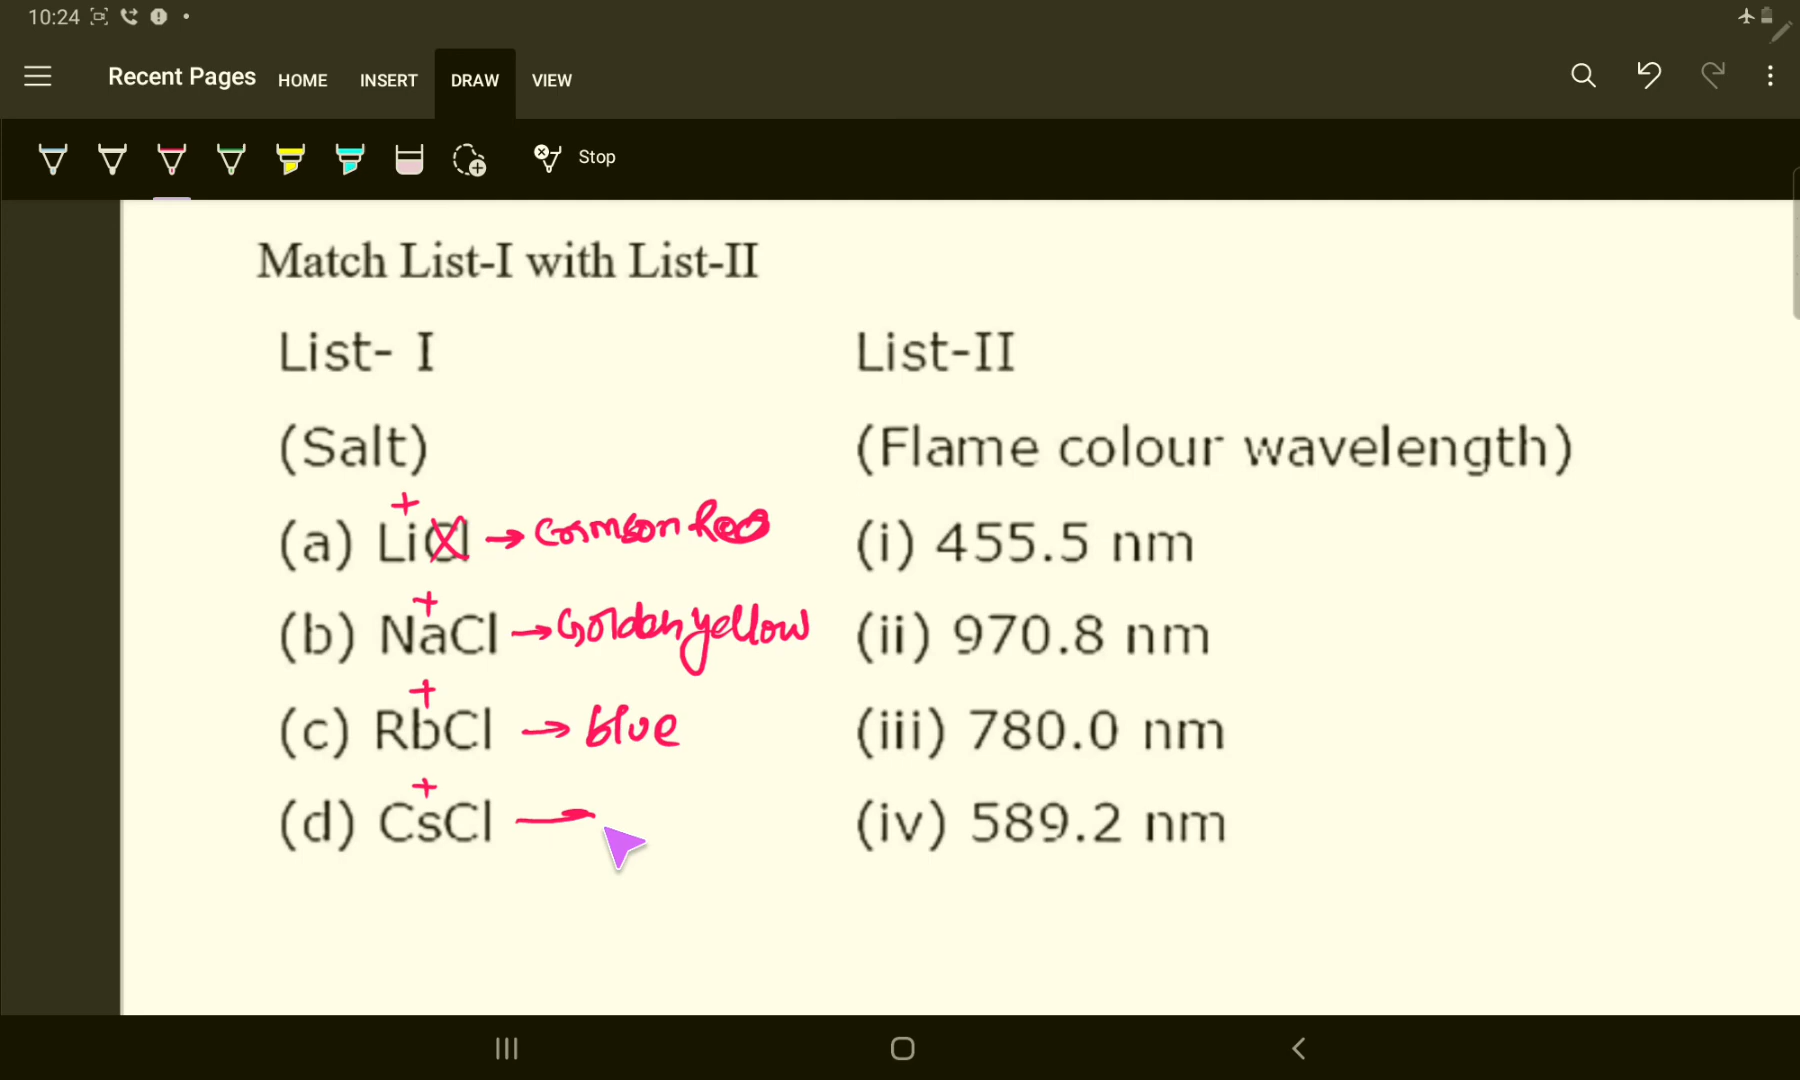 10:24
Recent Pages HOME INSERT DRAW VIEW
Stop
Match List-I with List-II
List- I List-II
(Salt) (Flame colour wavelength)
(a) LiCl + → (i) 455.5 nm
(b) NaCl + → Golden yellow (ii) 970.8 nm
(c) RbCl + → blue (iii) 780.0 nm
(d) CsCl + (iv) 589.2 nm